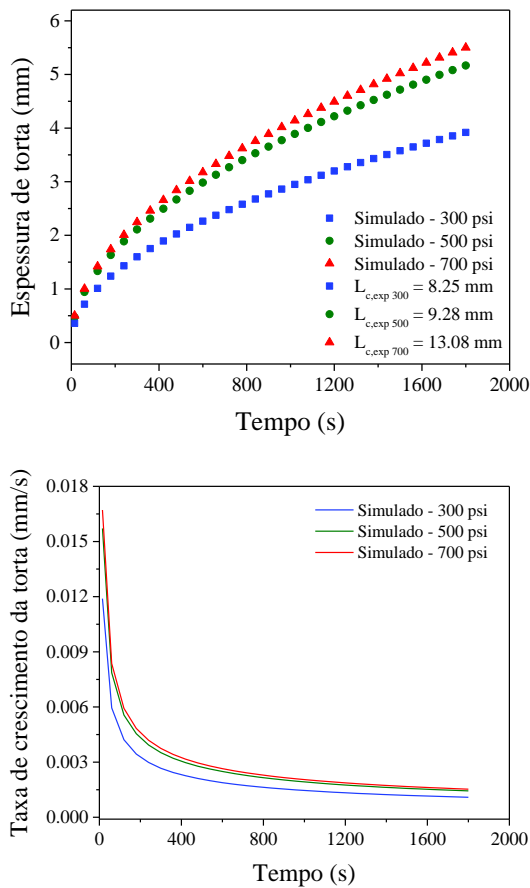 Espessura de torta (mm)
6
5
4
3
2
1
0
Simulado - 300 psi
Simulado - 500 psi
Simulado - 700 psi
L_c,exp 300 = 8.25 mm
L_c,exp 500 = 9.28 mm
L_c,exp 700 = 13.08 mm
0 400 800 1200 1600 2000
Tempo (s)
Taxa de crescimento da torta (mm/s)
0.018
0.015
0.012
0.009
0.006
0.003
0.000
Simulado - 300 psi
Simulado - 500 psi
Simulado - 700 psi
0 400 800 1200 1600 2000
Tempo (s)